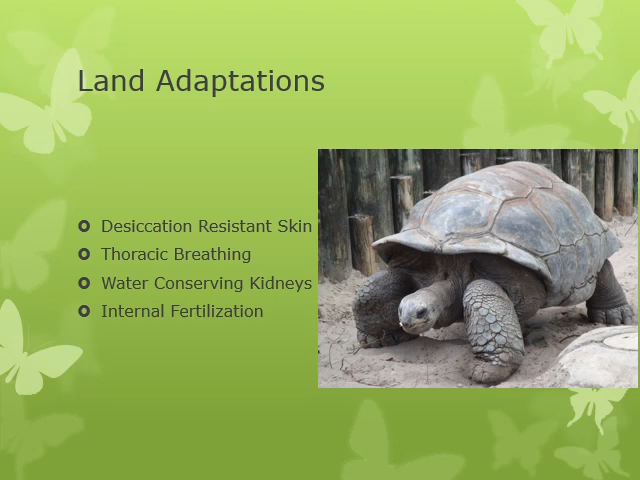 Land Adaptations
Desiccation Resistant Skin
Thoracic Breathing
Water Conserving Kidneys
Internal Fertilization